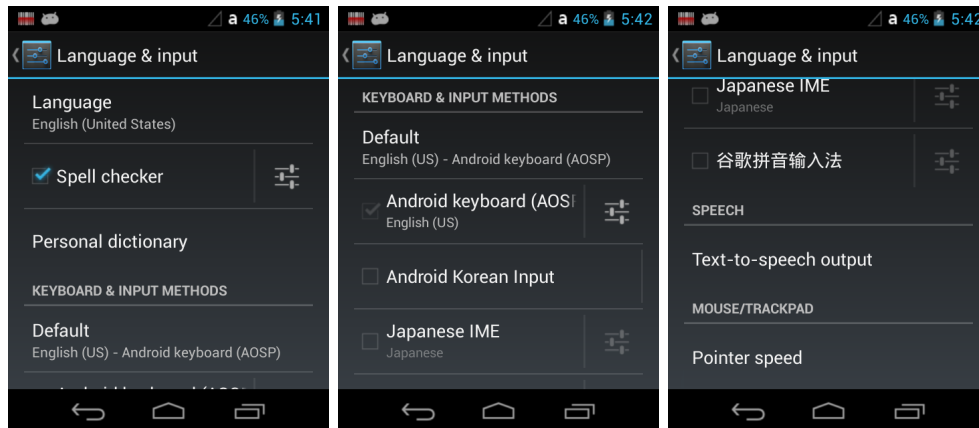 a 46% 5:41
Language & input
Language
English (United States)
Spell checker
Personal dictionary
KEYBOARD & INPUT METHODS
Default
English (US) - Android keyboard (AOSP)
a 46% 5:42
Language & input
KEYBOARD & INPUT METHODS
Default
English (US) - Android keyboard (AOSP)
Android keyboard (AOSP
English (US)
Android Korean Input
Japanese IME
Japanese
a 46% 5:42
Language & input
Japanese IME
Japanese
谷歌拼音输入法
SPEECH
Text-to-speech output
MOUSE/TRACKPAD
Pointer speed